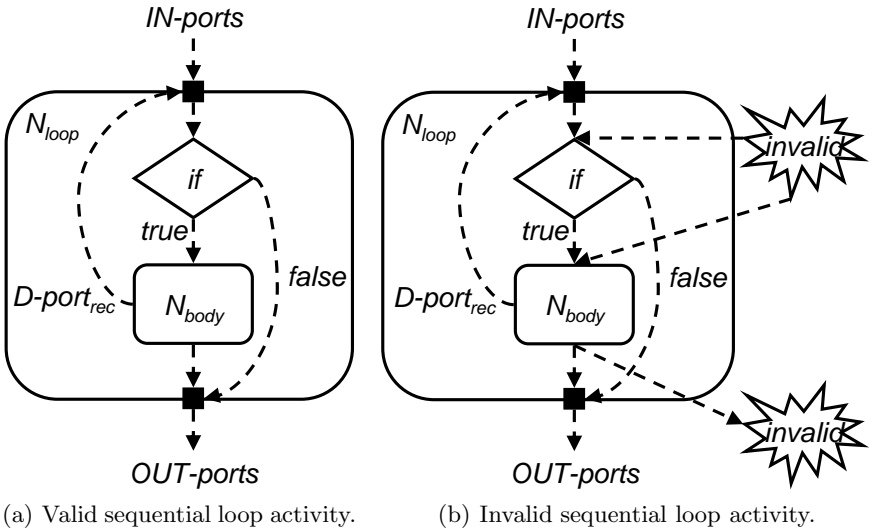 IN-ports
N_loop
if
true
false
D-port_rec
N_body
OUT-ports
(a) Valid sequential loop activity.
IN-ports
N_loop
invalid
if
true
false
D-port_rec
N_body
invalid
OUT-ports
(b) Invalid sequential loop activity.